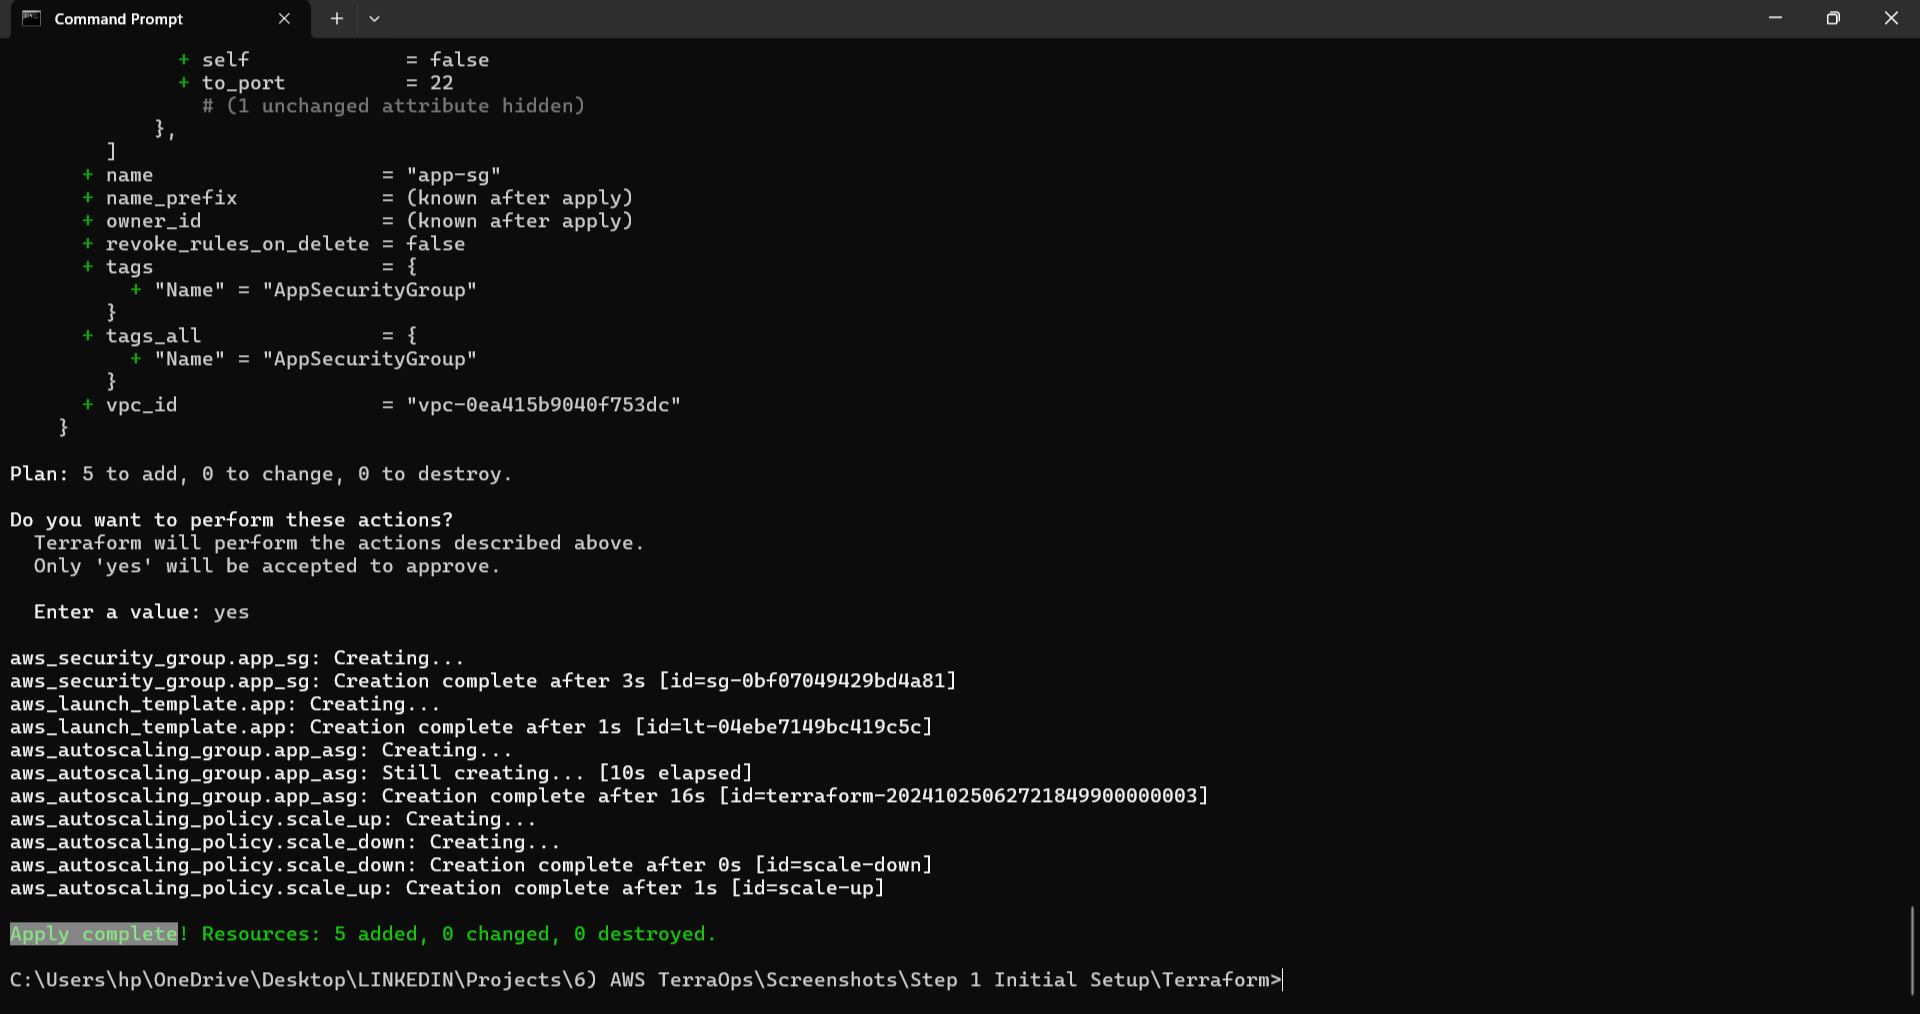 Command Prompt
+ self = false
+ to_port = 22
# (1 unchanged attribute hidden)
},
]
+ name = "app-sg"
+ name_prefix = (known after apply)
+ owner_id = (known after apply)
+ revoke_rules_on_delete = false
+ tags = {
+ "Name" = "AppSecurityGroup"
}
+ tags_all = {
+ "Name" = "AppSecurityGroup"
}
+ vpc_id = "vpc-0ea415b9040f753dc"
}
Plan: 5 to add, 0 to change, 0 to destroy.
Do you want to perform these actions?
Terraform will perform the actions described above.
Only 'yes' will be accepted to approve.
Enter a value: yes
aws_security_group.app_sg: Creating...
aws_security_group.app_sg: Creation complete after 3s [id=sg-0bf07049429bd4a81]
aws_launch_template.app: Creating...
aws_launch_template.app: Creation complete after 1s [id=lt-04ebe7149bc419c5c]
aws_autoscaling_group.app_asg: Creating...
aws_autoscaling_group.app_asg: Still creating... [10s elapsed]
aws_autoscaling_group.app_asg: Creation complete after 16s [id=terraform-20241025062721849900000003]
aws_autoscaling_policy.scale_up: Creating...
aws_autoscaling_policy.scale_down: Creating...
aws_autoscaling_policy.scale_down: Creation complete after 0s [id=scale-down]
aws_autoscaling_policy.scale_up: Creation complete after 1s [id=scale-up]
Apply complete! Resources: 5 added, 0 changed, 0 destroyed.
C:\Users\hp\OneDrive\Desktop\LINKEDIN\Projects\6) AWS TerraOps\Screenshots\Step 1 Initial Setup\Terraform>